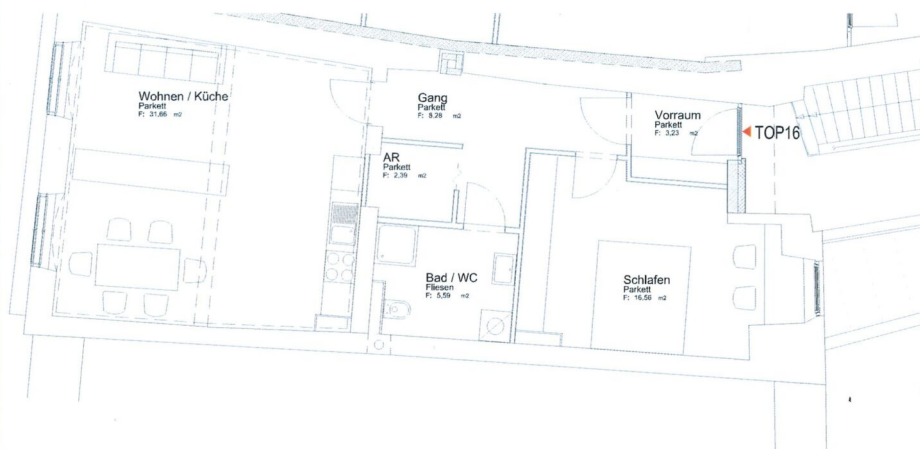 Wohnen / Küche
Parkett
F: 31,66 m2
Gang
Parkett
F: 8,28 m2
Vorraum
Parkett
F: 3,23 m2
TOP16
AR
Parkett
F: 2,39 m2
Bad / WC
Fliesen
F: 5,59 m2
Schlafen
Parkett
F: 16,56 m2